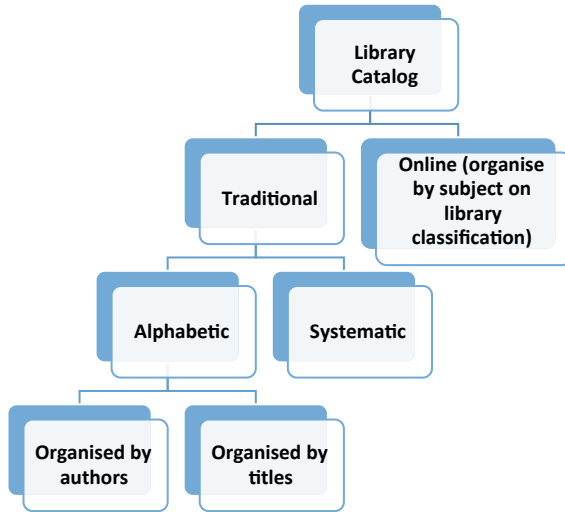 Library
Catalog
Traditional
Online (organise
by subject on
library
classification)
Alphabetic
Systematic
Organised by
authors
Organised by
titles